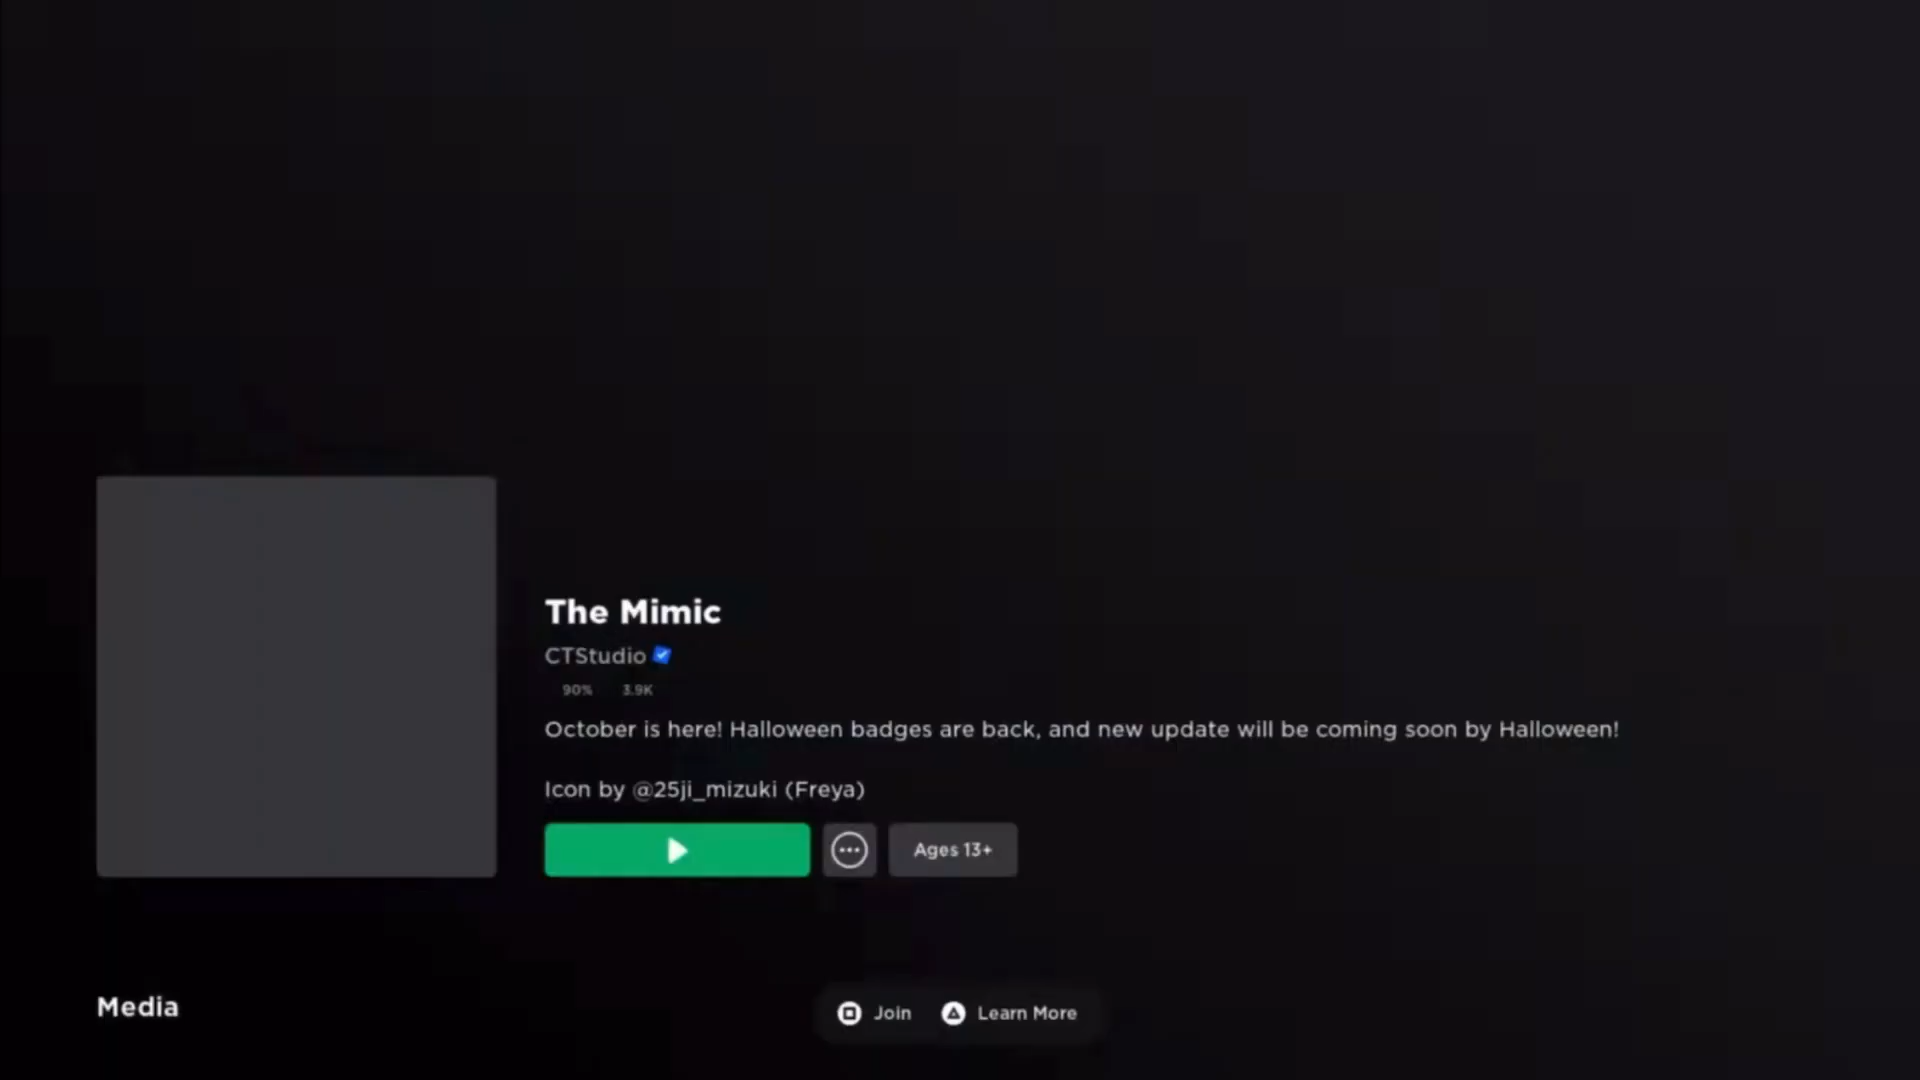 The Mimic
CTStudio
90% 3.9K
October is here! Halloween badges are back, and new update will be coming soon by Halloween!
Icon by @25ji_mizuki (Freya)
Ages 13+
Media
Join Learn More